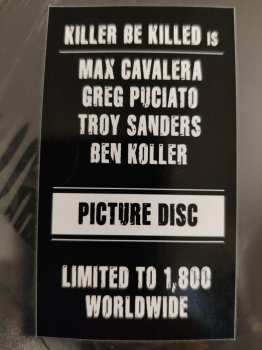 KILLER BE KILLED IS
MAX CAVALERA
GREG PUCIATO
TROY SANDERS
BEN KOLLER
PICTURE DISC
LIMITED TO 1,800
WORLDWIDE